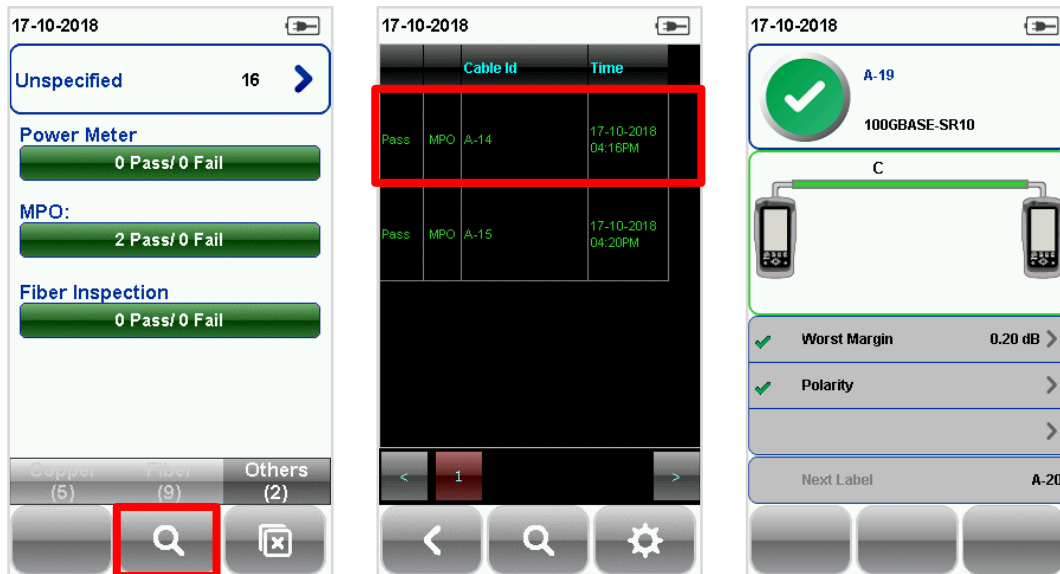 17-10-2018
Unspecified 16
Power Meter
0 Pass/ 0 Fail
MPO:
2 Pass/ 0 Fail
Fiber Inspection
0 Pass/ 0 Fail
Copper Fiber Others
(5) (9) (2)
17-10-2018
Cable Id Time
Pass MPO A-14 17-10-2018
04:16PM
Pass MPO A-15 17-10-2018
04:20PM
< 1 >
17-10-2018
A-19
100GBASE-SR10
C
Worst Margin 0.20 dB
Polarity
Next Label A-20